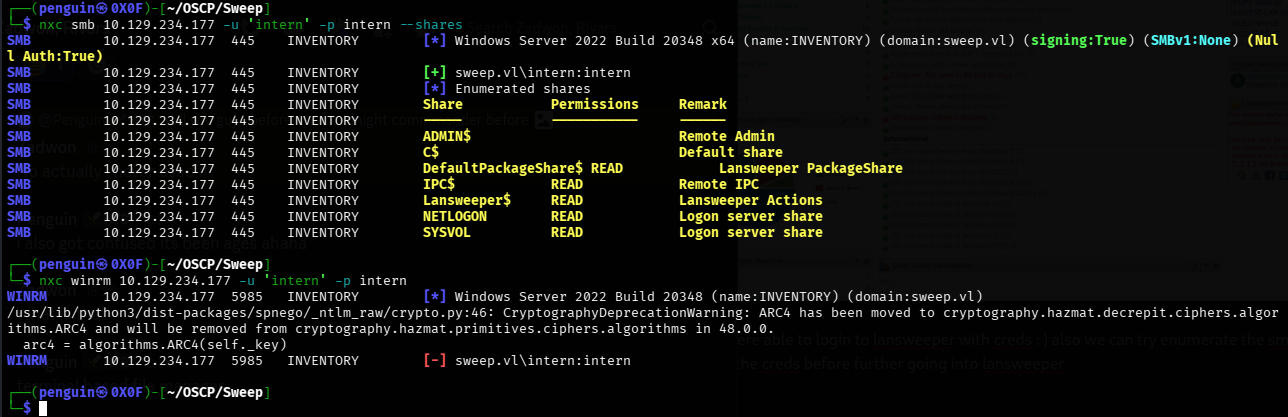 ┌──(penguin㉿0X0F)-[~/OSCP/Sweep]
└─$ nxc smb 10.129.234.177 -u 'intern' -p intern --shares
SMB         10.129.234.177  445    INVENTORY        [*] Windows Server 2022 Build 20348 x64 (name:INVENTORY) (domain:sweep.vl) (signing:True) (SMBv1:None) (Nul
l Auth:True)
SMB         10.129.234.177  445    INVENTORY        [+] sweep.vl\intern:intern
SMB         10.129.234.177  445    INVENTORY        [*] Enumerated shares
SMB         10.129.234.177  445    INVENTORY        Share           Permissions     Remark
SMB         10.129.234.177  445    INVENTORY        -----           -----------     ------
SMB         10.129.234.177  445    INVENTORY        ADMIN$                          Remote Admin
SMB         10.129.234.177  445    INVENTORY        C$                              Default share
SMB         10.129.234.177  445    INVENTORY        DefaultPackageShare$ READ            Lansweeper PackageShare
SMB         10.129.234.177  445    INVENTORY        IPC$            READ            Remote IPC
SMB         10.129.234.177  445    INVENTORY        Lansweeper$     READ            Lansweeper Actions
SMB         10.129.234.177  445    INVENTORY        NETLOGON        READ            Logon server share
SMB         10.129.234.177  445    INVENTORY        SYSVOL          READ            Logon server share
┌──(penguin㉿0X0F)-[~/OSCP/Sweep]
└─$ nxc winrm 10.129.234.177 -u 'intern' -p intern
WINRM       10.129.234.177  5985   INVENTORY        [*] Windows Server 2022 Build 20348 (name:INVENTORY) (domain:sweep.vl)
/usr/lib/python3/dist-packages/spnego/_ntlm_raw/crypto.py:46: CryptographyDeprecationWarning: ARC4 has been moved to cryptography.hazmat.decrepit.ciphers.algor
ithms.ARC4 and will be removed from cryptography.hazmat.primitives.ciphers.algorithms in 48.0.0.
  arc4 = algorithms.ARC4(self._key)
WINRM       10.129.234.177  5985   INVENTORY        [-] sweep.vl\intern:intern
┌──(penguin㉿0X0F)-[~/OSCP/Sweep]
└─$